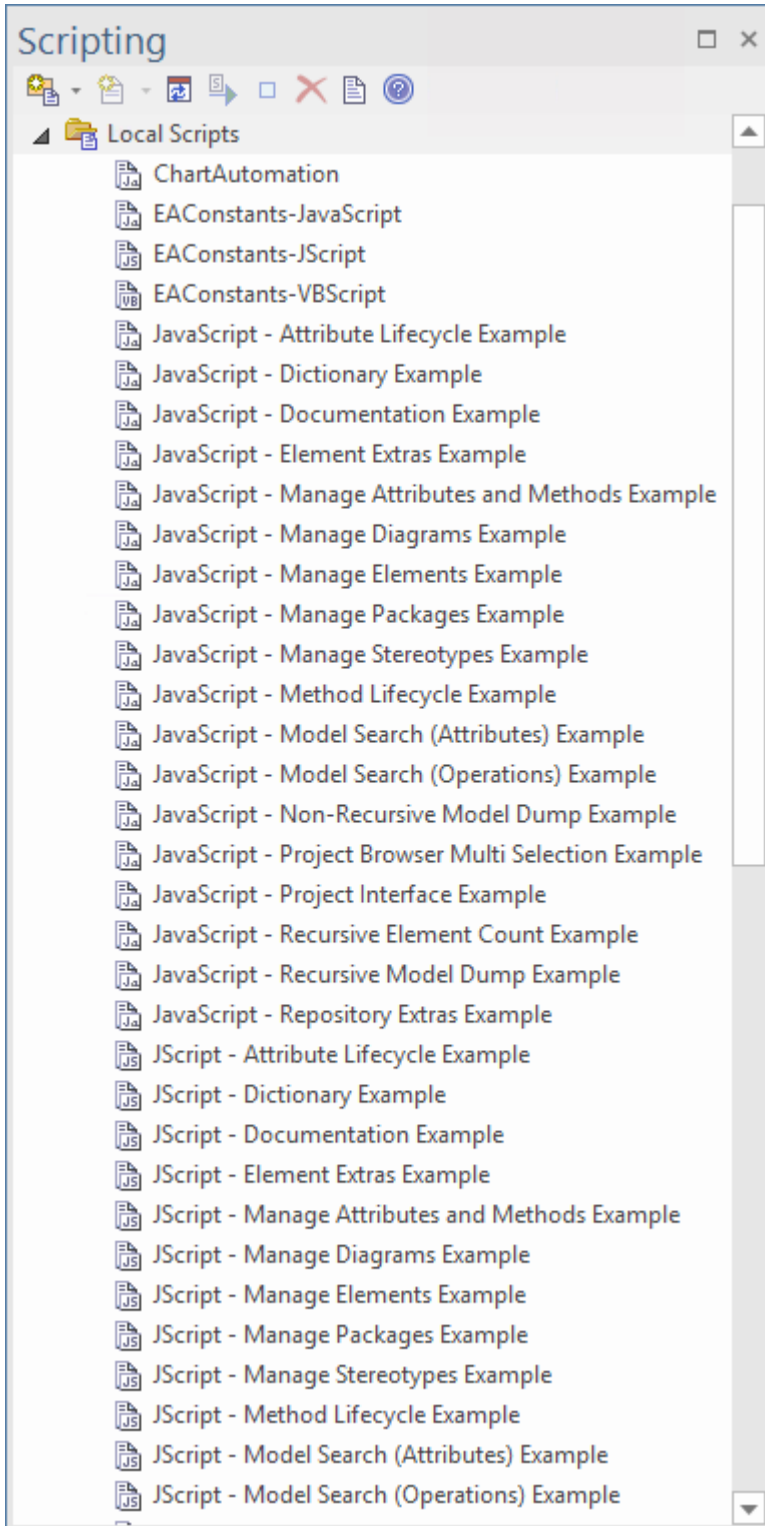 Scripting
Local Scripts
ChartAutomation
EAConstants-JavaScript
EAConstants-JScript
EAConstants-VBScript
JavaScript - Attribute Lifecycle Example
JavaScript - Dictionary Example
JavaScript - Documentation Example
JavaScript - Element Extras Example
JavaScript - Manage Attributes and Methods Example
JavaScript - Manage Diagrams Example
JavaScript - Manage Elements Example
JavaScript - Manage Packages Example
JavaScript - Manage Stereotypes Example
JavaScript - Method Lifecycle Example
JavaScript - Model Search (Attributes) Example
JavaScript - Model Search (Operations) Example
JavaScript - Non-Recursive Model Dump Example
JavaScript - Project Browser Multi Selection Example
JavaScript - Project Interface Example
JavaScript - Recursive Element Count Example
JavaScript - Recursive Model Dump Example
JavaScript - Repository Extras Example
JScript - Attribute Lifecycle Example
JScript - Dictionary Example
JScript - Documentation Example
JScript - Element Extras Example
JScript - Manage Attributes and Methods Example
JScript - Manage Diagrams Example
JScript - Manage Elements Example
JScript - Manage Packages Example
JScript - Manage Stereotypes Example
JScript - Method Lifecycle Example
JScript - Model Search (Attributes) Example
JScript - Model Search (Operations) Example